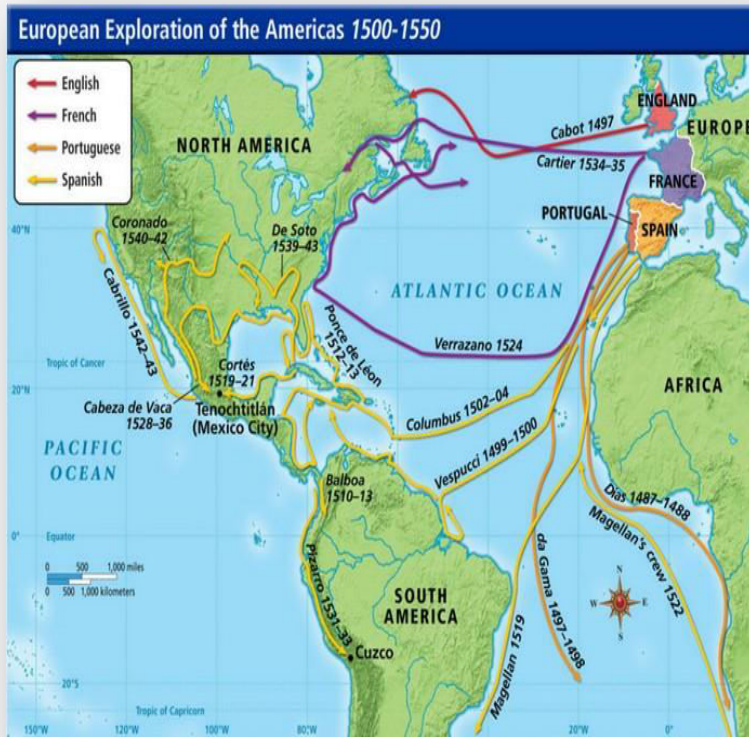 European Exploration of the Americas 1500-1550
English
French
Portuguese
Spanish
NORTH AMERICA
ENGLAND
EUROPE
Cabot 1497
Cartier 1534–35
FRANCE
PORTUGAL
SPAIN
40°N
Coronado
1540–42
De Soto
1539–43
ATLANTIC OCEAN
Cabrillo 1542–43
Ponce de Léon
1512–13
Verrazano 1524
Tropic of Cancer
Cortés
1519–21
AFRICA
20°N
Cabeza de Vaca
1528–36
Tenochtitlán
(Mexico City)
Columbus 1502–04
PACIFIC
OCEAN
Vespucci 1499–1500
Balboa
1510–13
Dias 1487–1488
Magellan's crew 1522
0°
Equator
0 500 1,000 miles
0 500 1,000 kilometers
Pizarro 1531–33
da Gama 1497–1498
SOUTH
AMERICA
N
W E
S
Cuzco
Magellan 1519
20°S
Tropic of Capricorn
150°W
120°W
100°W
80°W
20°W
0°